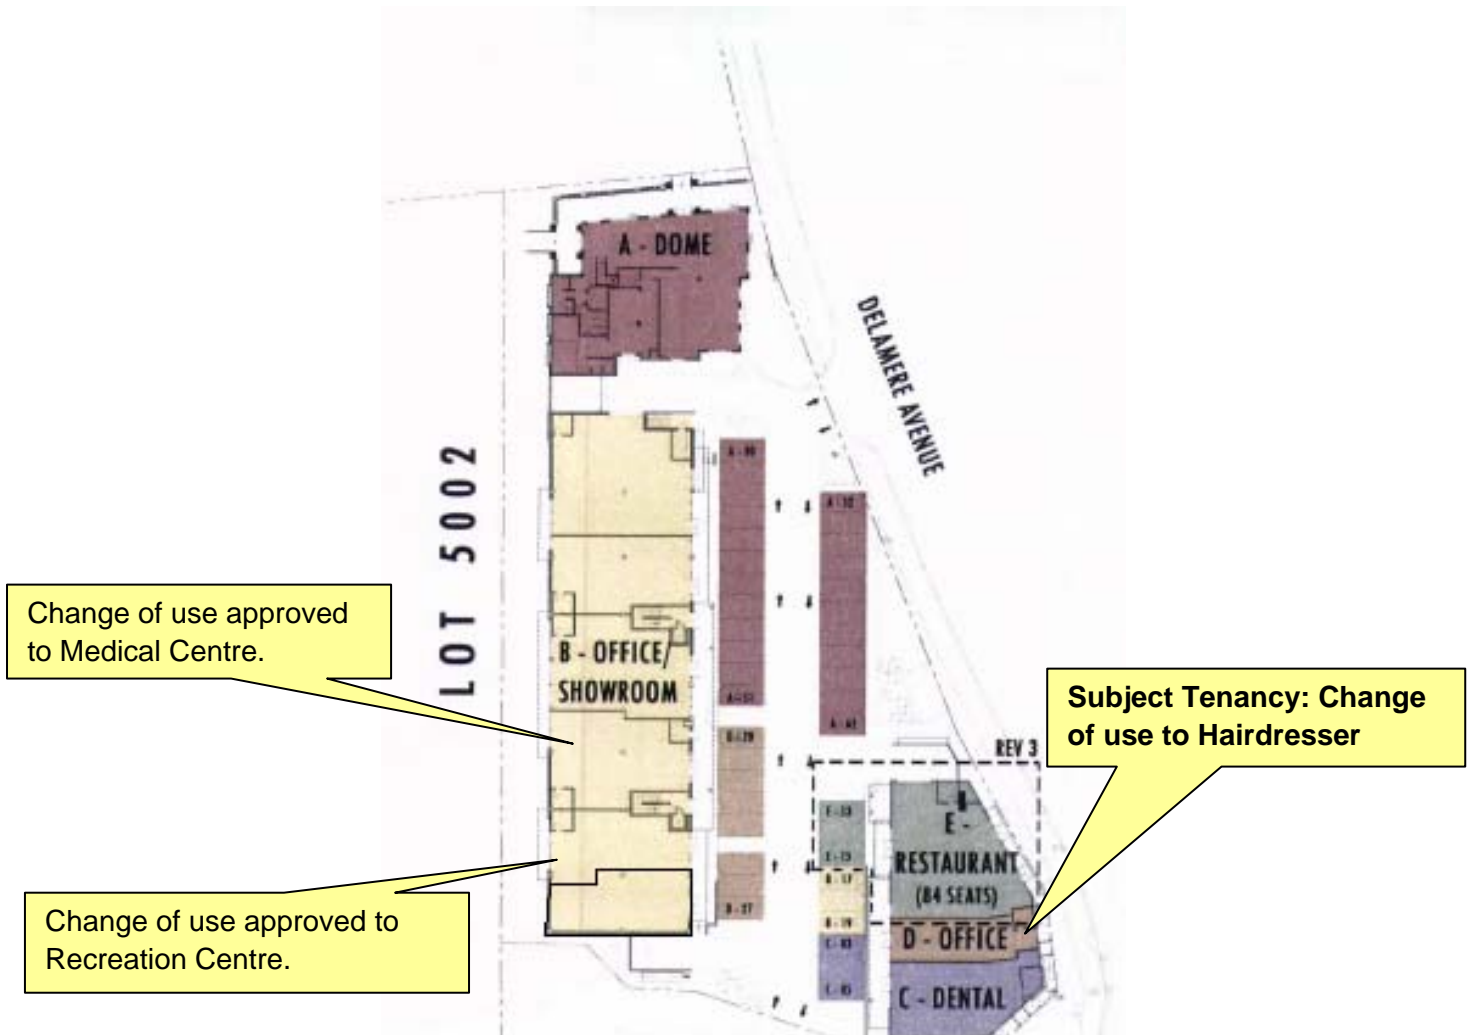 A - DOME
DELAMERE AVENUE
LOT 5002
Change of use approved
to Medical Centre.
B - OFFICE/
SHOWROOM
Subject Tenancy: Change
of use to Hairdresser
REV 3
E -
RESTAURANT
(84 SEATS)
D - OFFICE
C - DENTAL
Change of use approved to
Recreation Centre.